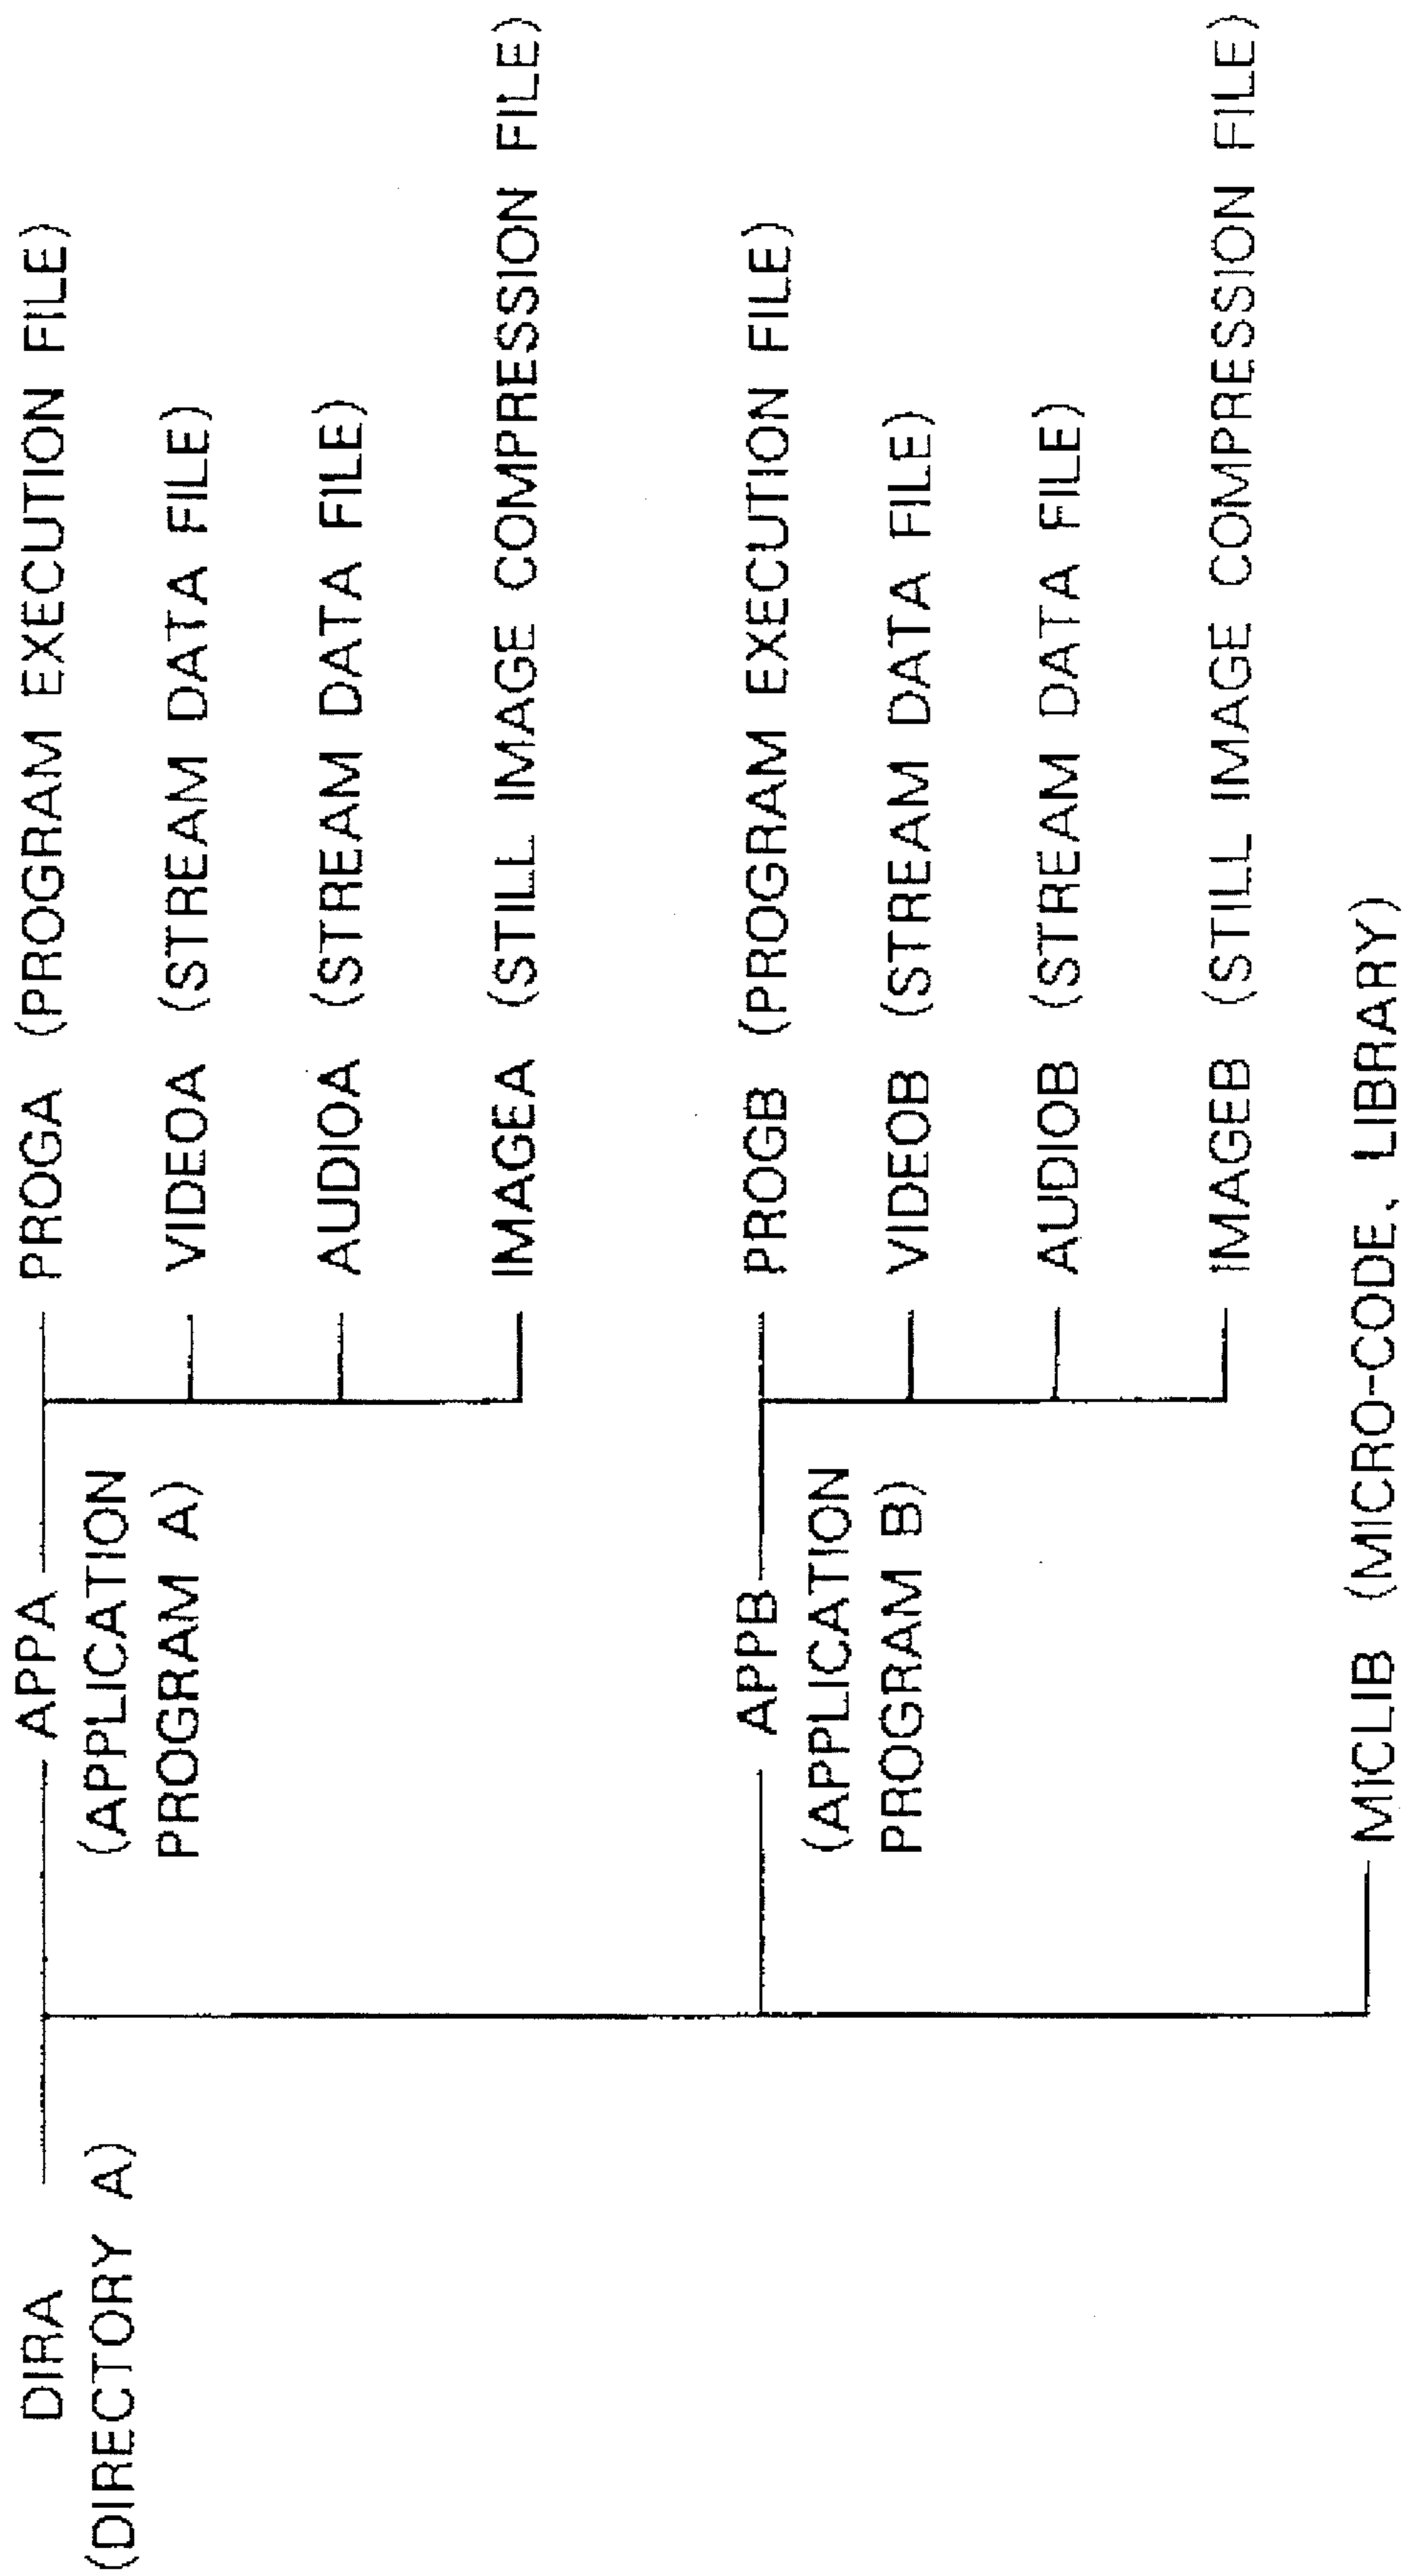 DIRA
(DIRECTORY A)
APPA
(APPLICATION
PROGRAM A)
PROGA (PROGRAM EXECUTION FILE)
VIDEOA (STREAM DATA FILE)
AUDIOA (STREAM DATA FILE)
IMAGEA (STILL IMAGE COMPRESSION FILE)
APPB
(APPLICATION
PROGRAM B)
PROGB (PROGRAM EXECUTION FILE)
VIDEOB (STREAM DATA FILE)
AUDIOB (STREAM DATA FILE)
IMAGEB (STILL IMAGE COMPRESSION FILE)
MICLIB (MICRO-CODE, LIBRARY)